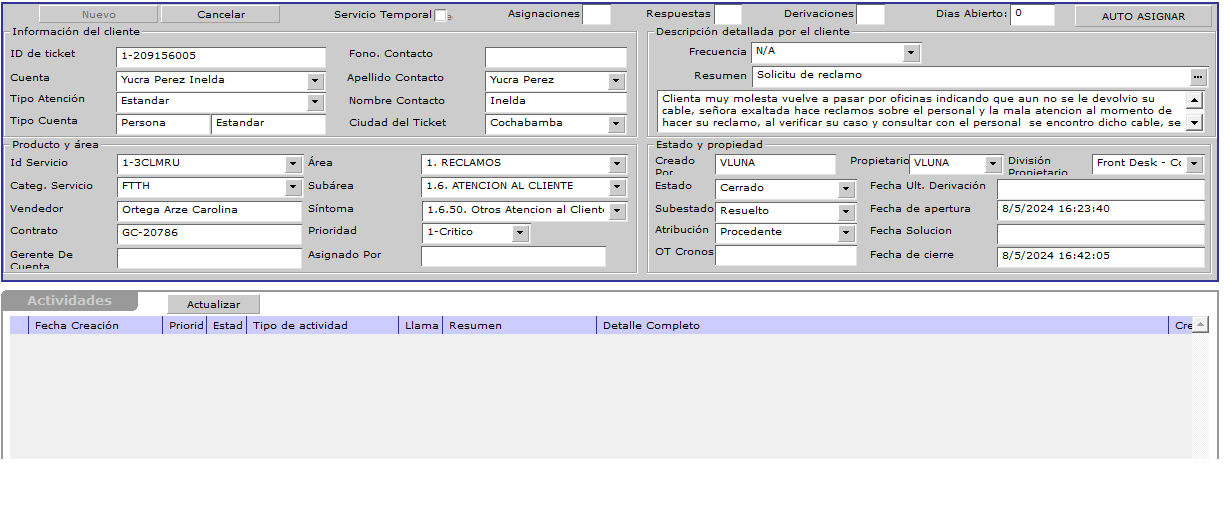 Nuevo Cancelar Servicio Temporal Asignaciones Respuestas Derivaciones Dias Abierto: 0 AUTO ASIGNAR
Información del cliente
ID de ticket 1-209156005 Fono. Contacto
Cuenta Yucra Perez Inelda Apellido Contacto Yucra Perez
Tipo Atención Estandar Nombre Contacto Inelda
Tipo Cuenta Persona Estandar Ciudad del Ticket Cochabamba
Descripción detallada por el cliente
Frecuencia N/A
Resumen Solicitu de reclamo ...
Clienta muy molesta vuelve a pasar por oficinas indicando que aun no se le devolvio su
cable, señora exaltada hace reclamos sobre el personal y la mala atencion al momento de
hacer su reclamo, al verificar su caso y consultar con el personal se encontro dicho cable, se
Producto y área
Id Servicio 1-3CLMRU Área 1. RECLAMOS
Categ. Servicio FTTH Subárea 1.6. ATENCION AL CLIENTE
Vendedor Ortega Arze Carolina Síntoma 1.6.50. Otros Atencion al Client
Contrato GC-20786 Prioridad 1-Critico
Gerente De Cuenta Asignado Por
Estado y propiedad
Creado Por VLUNA Propietario VLUNA División Propietario Front Desk - Co
Estado Cerrado Fecha Ult. Derivación
Subestado Resuelto Fecha de apertura 8/5/2024 16:23:40
Atribución Procedente Fecha Solucion
OT Cronos Fecha de cierre 8/5/2024 16:42:05
Actividades Actualizar
Fecha Creación Priorid Estad Tipo de actividad Llama Resumen Detalle Completo Cre